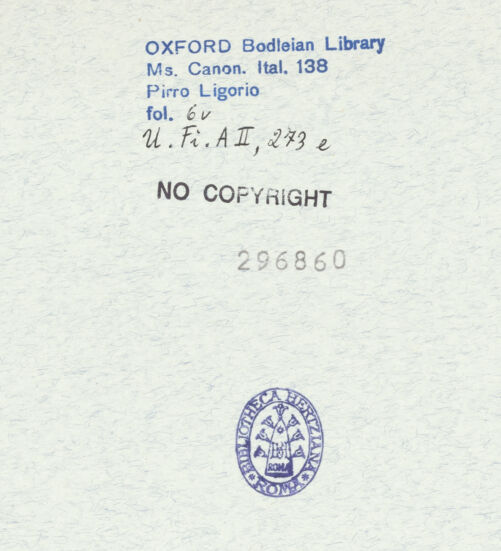 OXFORD Bodleian Library
Ms. Canon. Ital. 138
Pirro Ligorio
fol. 6v
U. Fi. A II, 273 e
NO COPYRIGHT
296860
BIBLIOTHECA HERTZIANA
ROMA
ROMA